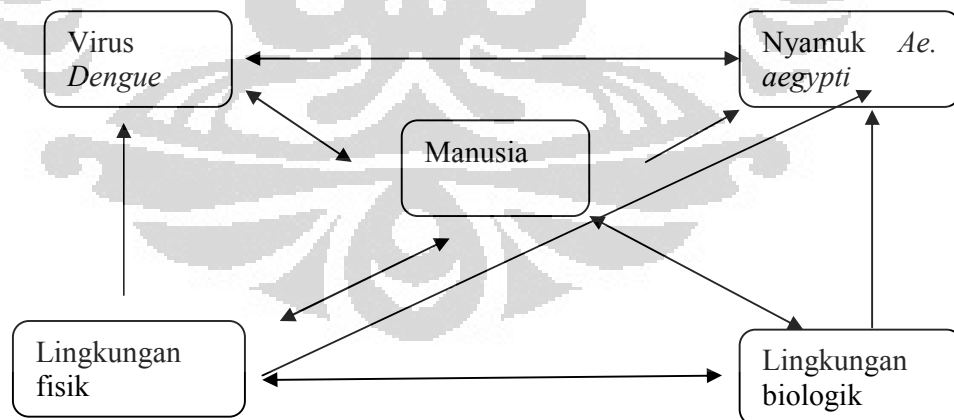 Virus
Dengue
Nyamuk Ae.
aegypti
Manusia
Lingkungan
fisik
Lingkungan
biologik